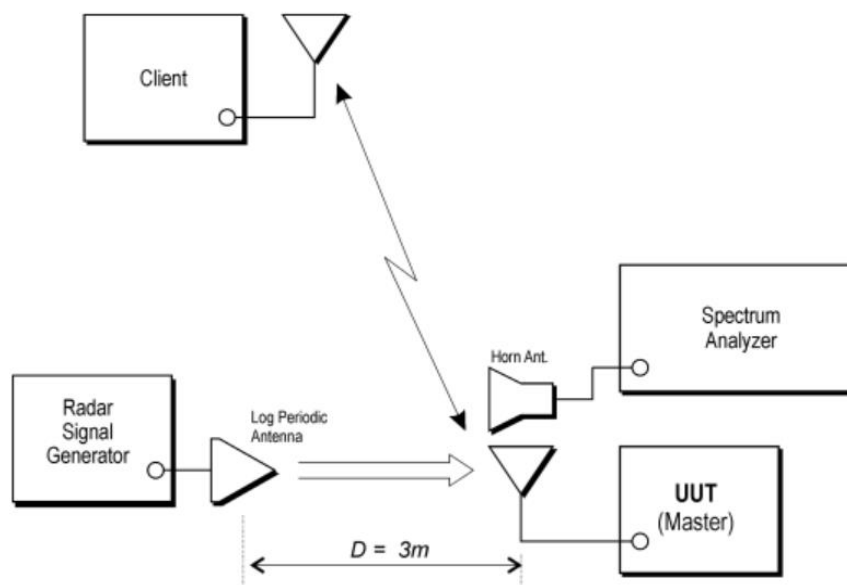 Client
Spectrum
Analyzer
Horn Ant.
Radar
Signal
Generator
Log Periodic
Antenna
UUT
(Master)
D = 3m